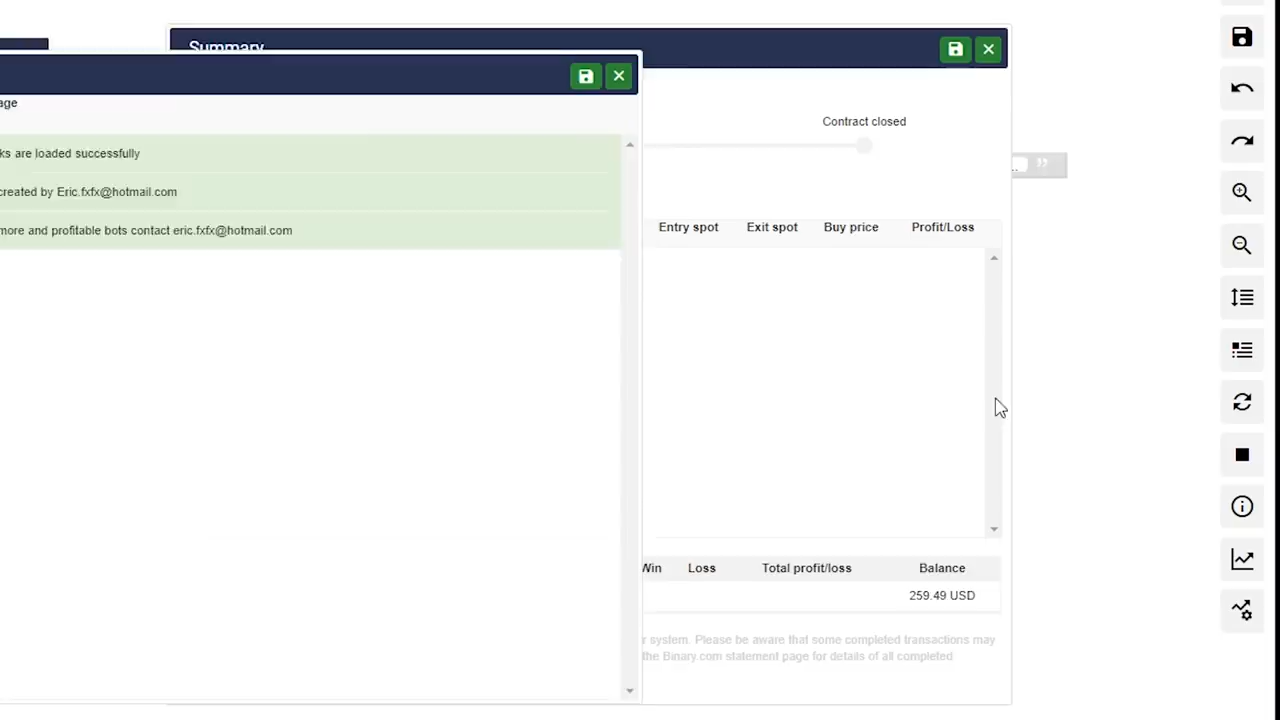 Summary
age
ks are loaded successfully
created by Eric.fxfx@hotmail.com
more and profitable bots contact eric.fxfx@hotmail.com
Contract closed
Entry spot Exit spot Buy price Profit/Loss
Win Loss Total profit/loss Balance
259.49 USD
r system. Please be aware that some completed transactions may
the Binary.com statement page for details of all completed